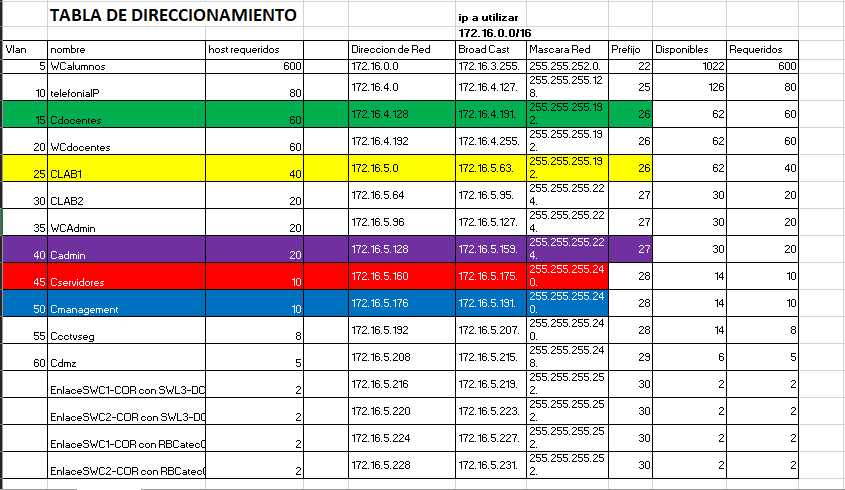 TABLA DE DIRECCIONAMIENTO ip a utilizar
172.16.0.0/16
Vlan nombre host requeridos Direccion de Red Broad Cast Mascara Red Prefijo Disponibles Requeridos
5 WCalumnos 600 172.16.0.0 172.16.3.255. 255.255.252.0. 22 1022 600
10 telefoniaIP 80 172.16.4.0 172.16.4.127. 255.255.255.128. 25 126 80
15 Cdocentes 60 172.16.4.128 172.16.4.191. 255.255.255.192. 26 62 60
20 WCdocentes 60 172.16.4.192 172.16.4.255. 255.255.255.192. 26 62 60
25 CLAB1 40 172.16.5.0 172.16.5.63. 255.255.255.192. 26 62 40
30 CLAB2 20 172.16.5.64 172.16.5.95. 255.255.255.224. 27 30 20
35 WCAdmin 20 172.16.5.96 172.16.5.127. 255.255.255.224. 27 30 20
40 Cadmin 20 172.16.5.128 172.16.5.159. 255.255.255.224. 27 30 20
45 Cservidores 10 172.16.5.160 172.16.5.175. 255.255.255.240. 28 14 10
50 Cmanagement 10 172.16.5.176 172.16.5.191. 255.255.255.240. 28 14 10
55 Ccctvseg 8 172.16.5.192 172.16.5.207. 255.255.255.240. 28 14 8
60 Cdmz 5 172.16.5.208 172.16.5.215. 255.255.255.248. 29 6 5
EnlaceSWC1-COR con SWL3-DC 2 172.16.5.216 172.16.5.219. 255.255.255.252. 30 2 2
EnlaceSWC2-COR con SWL3-DC 2 172.16.5.220 172.16.5.223. 255.255.255.252. 30 2 2
EnlaceSWC1-COR con RBCatec 2 172.16.5.224 172.16.5.227. 255.255.255.252. 30 2 2
EnlaceSWC2-COR con RBCatec 2 172.16.5.228 172.16.5.231. 255.255.255.252. 30 2 2